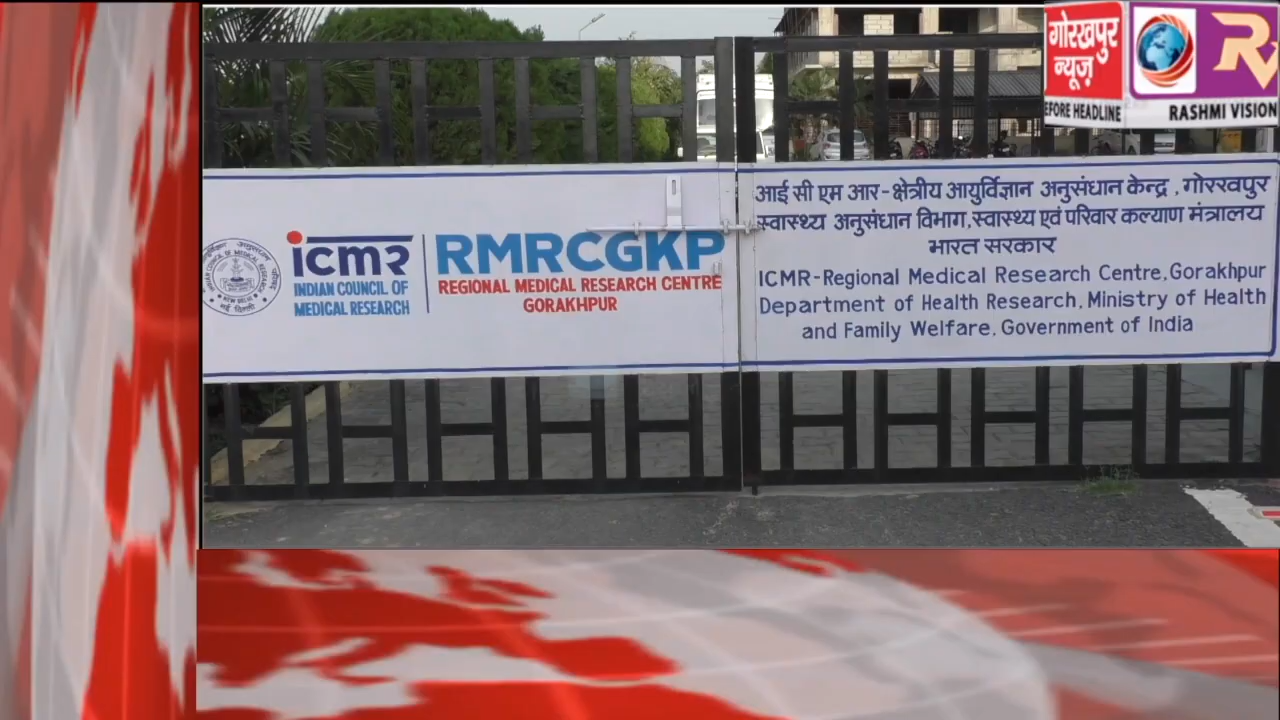 गोरखपुर
न्यूज़
EFORE HEADLINE
RASHMI VISION
icmr
INDIAN COUNCIL OF
MEDICAL RESEARCH
RMRCGKP
REGIONAL MEDICAL RESEARCH CENTRE
GORAKHPUR
आई सी एम आर-क्षेत्रीय आयुर्विज्ञान अनुसंधान केन्द्र , गोरखपुर
स्वास्थ्य अनुसंधान विभाग,स्वास्थ्य एवं परिवार कल्याण मंत्रालय
भारत सरकार
ICMR-Regional Medical Research Centre, Gorakhpur
Department of Health Research, Ministry of Health
and Family Welfare, Government of India